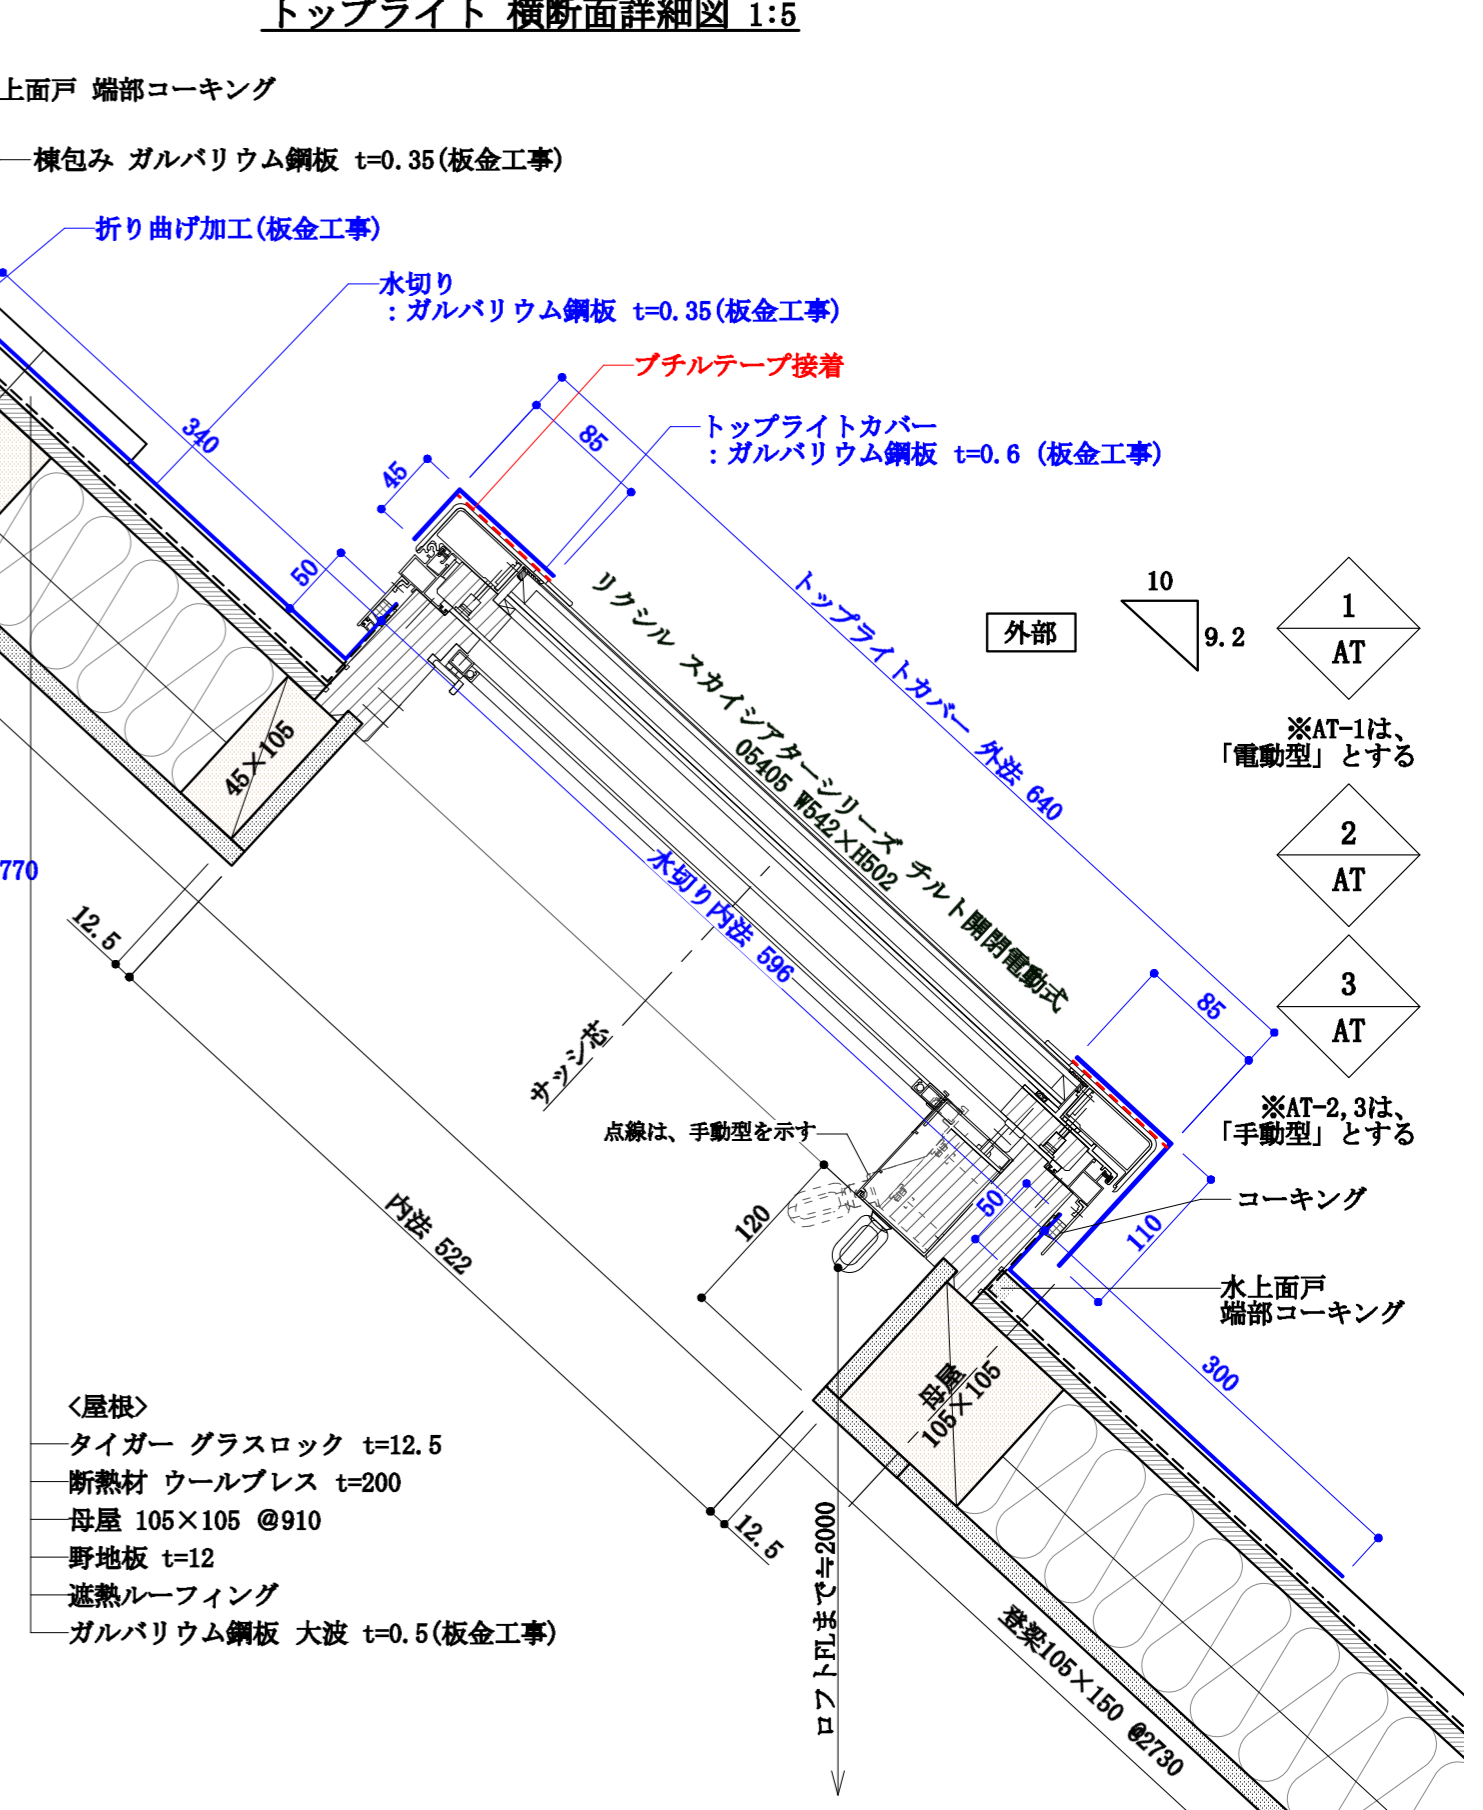 トップライト 横断面詳細図 1:5
上面戸 端部コーキング
棟包み ガルバリウム鋼板 t=0.35(板金工事)
折り曲げ加工(板金工事)
水切り
：ガルバリウム鋼板 t=0.35(板金工事)
ブチルテープ接着
トップライトカバー
：ガルバリウム鋼板 t=0.6 (板金工事)
340
45
85
50
リクシル スカイシアターシリーズ チルト開閉電動式
05405 W542×H502
トップライトカバー 外法 640
外部
10
9.2
1
AT
※AT-1は、
「電動型」とする
2
AT
3
AT
※AT-2,3は、
「手動型」とする
45×105
770
12.5
水切り内法 596
サッシ芯
85
点線は、手動型を示す
120
50
110
コーキング
水上面戸
端部コーキング
内法 522
300
母屋
105×105
12.5
ロフトFLまで≒2000
登梁105×150 @2730
<屋根>
タイガー グラスロック t=12.5
断熱材 ウールブレス t=200
母屋 105×105 @910
野地板 t=12
遮熱ルーフィング
ガルバリウム鋼板 大波 t=0.5(板金工事)